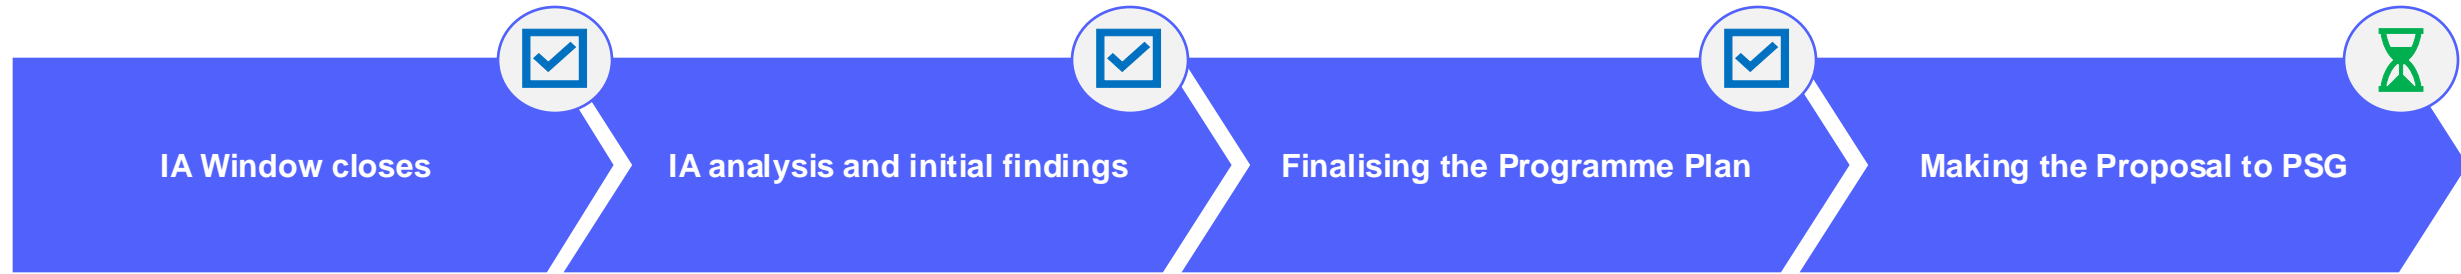 IA Window closes
IA analysis and initial findings
Finalising the Programme Plan
Making the Proposal to PSG